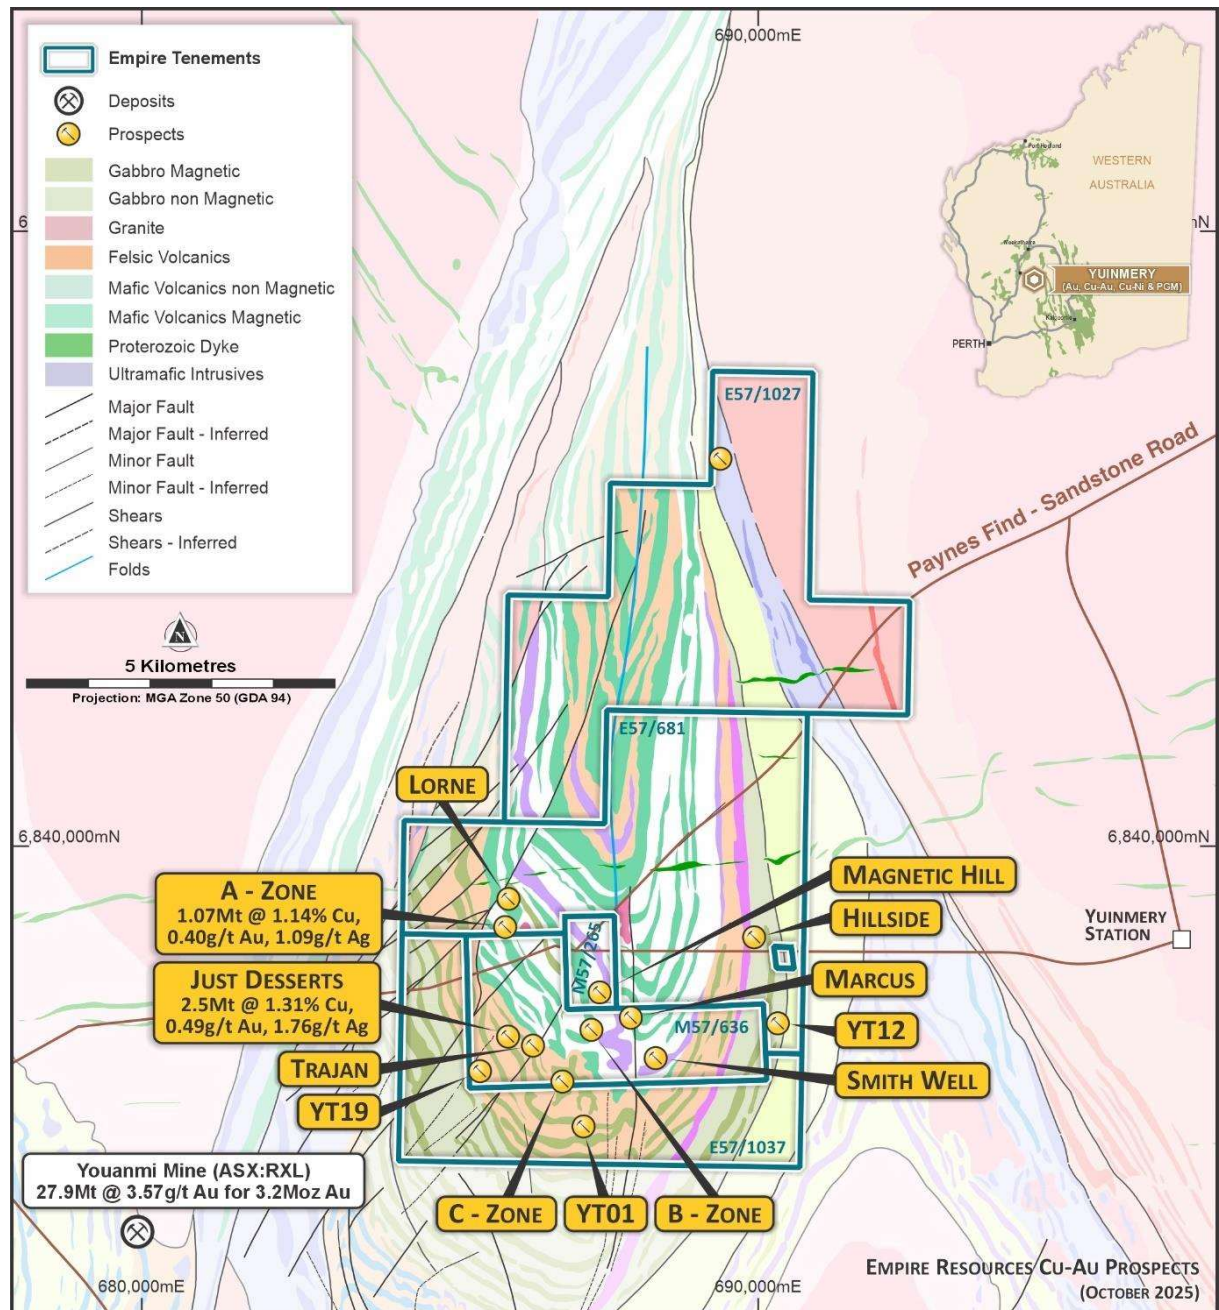 690,000mE
Empire Tenements
Deposits
Prospects
Gabbro Magnetic
Gabbro non Magnetic
Granite
Felsic Volcanics
Mafic Volcanics non Magnetic
Mafic Volcanics Magnetic
Proterozoic Dyke
Ultramafic Intrusives
Major Fault
Major Fault - Inferred
Minor Fault
Minor Fault - Inferred
Shears
Shears - Inferred
Folds
N
5 Kilometres
Projection: MGA Zone 50 (GDA 94)
WESTERN
AUSTRALIA
Port Hedland
Meekatharra
YUINMERY
(Au, Cu-Au, Cu-Ni & PGM)
Kalgoorlie
PERTH
6
mN
E57/1027
Paynes Find - Sandstone Road
E57/681
LORNE
6,840,000mN
6,840,000mN
A - ZONE
1.07Mt @ 1.14% Cu,
0.40g/t Au, 1.09g/t Ag
MAGNETIC HILL
HILLSIDE
YUINMERY
STATION
M57/265
JUST DESSERTS
2.5Mt @ 1.31% Cu,
0.49g/t Au, 1.76g/t Ag
MARCUS
M57/636
YT12
TRAJAN
SMITH WELL
YT19
E57/1037
Youanmi Mine (ASX:RXL)
27.9Mt @ 3.57g/t Au for 3.2Moz Au
C - ZONE
YT01
B - ZONE
680,000mE
690,000mE
EMPIRE RESOURCES CU-AU PROSPECTS
(OCTOBER 2025)